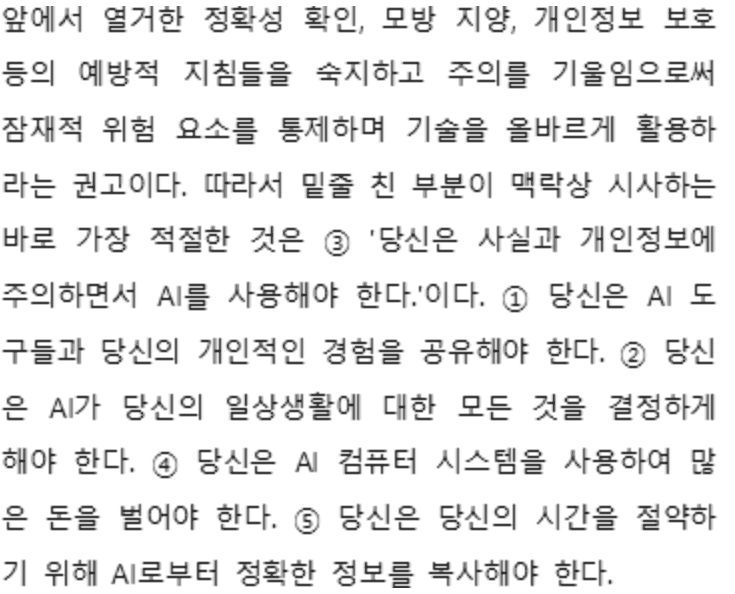 앞에서 열거한 정확성 확인, 모방 지양, 개인정보 보호
등의 예방적 지침들을 숙지하고 주의를 기울임으로써
잠재적 위험 요소를 통제하며 기술을 올바르게 활용하
라는 권고이다. 따라서 밑줄 친 부분이 맥락상 시사하는
바로 가장 적절한 것은 ③ '당신은 사실과 개인정보에
주의하면서 AI를 사용해야 한다.'이다. ① 당신은 AI 도
구들과 당신의 개인적인 경험을 공유해야 한다. ② 당신
은 AI가 당신의 일상생활에 대한 모든 것을 결정하게
해야 한다. ④ 당신은 AI 컴퓨터 시스템을 사용하여 많
은 돈을 벌어야 한다. ⑤ 당신은 당신의 시간을 절약하
기 위해 AI로부터 정확한 정보를 복사해야 한다.